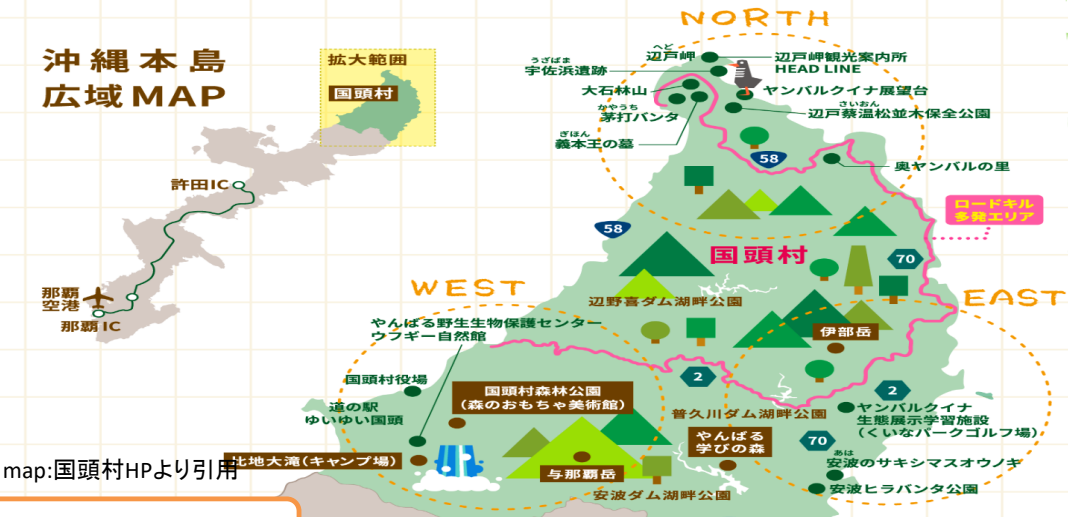 沖縄本島
広域MAP
拡大範囲
国頭村
許田IC
那覇
空港
那覇IC
NORTH
へど
辺戸岬
うざばま
宇佐浜遺跡
大石林山
かやうち
茅打バンタ
ぎほん
義本王の墓
辺戸岬観光案内所
HEAD LINE
ヤンバルクイナ展望台
さいおん
辺戸蔡温松並木保全公園
58
奥ヤンバルの里
ロードキル
多発エリア
58
国頭村
70
辺野喜ダム湖畔公園
WEST
やんばる野生生物保護センター
ウフギー自然館
国頭村役場
道の駅
ゆいゆい国頭
国頭村森林公園
(森のおもちゃ美術館)
比地大滝(キャンプ場)
与那覇岳
安波ダム湖畔公園
EAST
伊部岳
2
2
普久川ダム湖畔公園
やんばる
学びの森
70
ヤンバルクイナ
生態展示学習施設
(くいなパークゴルフ場)
あは
安波のサキシマスオウノキ
安波ヒラバンタ公園
map:国頭村HPより引用